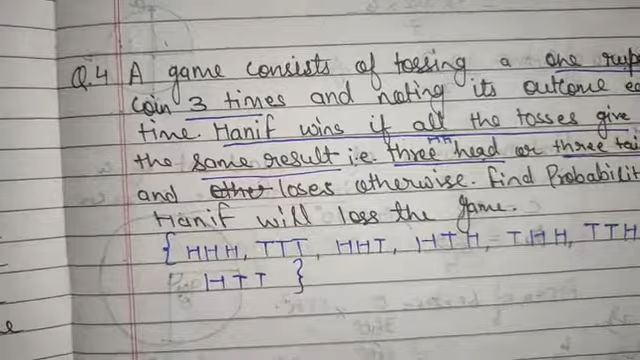 Q.4 A game consists of tossing a one rup
coin 3 times and noting its outcome ea
time. Hanif wins if all the tosses give
the same result i.e. three head or three tai
and loses otherwise. find Probabilit
Hanif will loss the game.
{ HHH, TTT, HHT, HTH, THH, TTH
HTT }